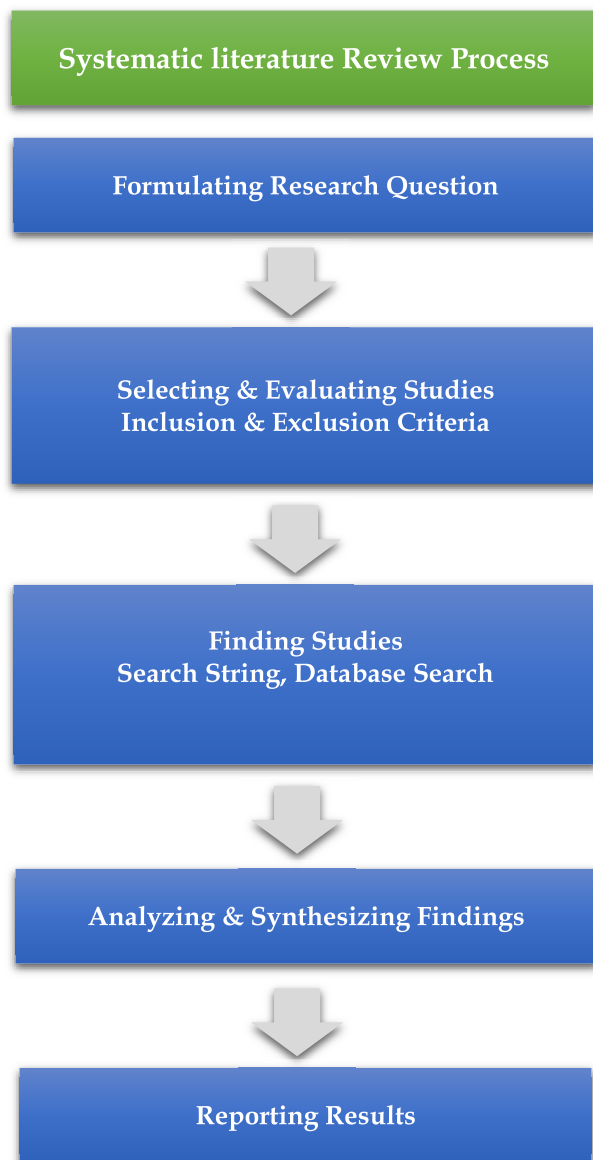 Systematic literature Review Process
Formulating Research Question
Selecting & Evaluating Studies
Inclusion & Exclusion Criteria
Finding Studies
Search String, Database Search
Analyzing & Synthesizing Findings
Reporting Results